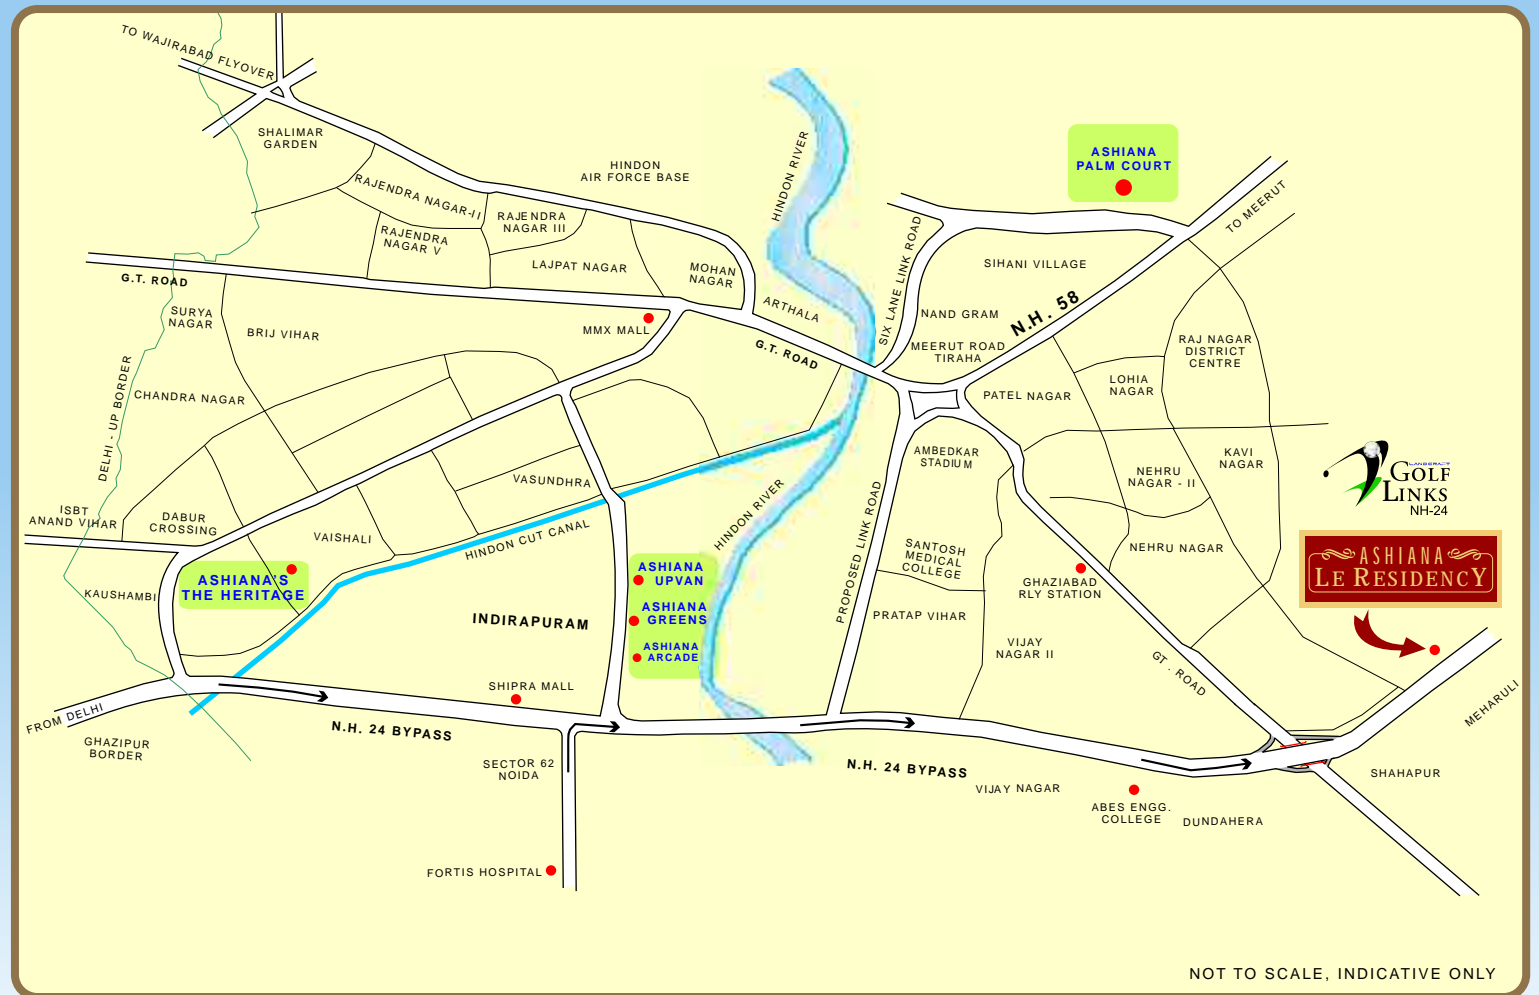 TO WAJIRABAD FLYOVER
SHALIMAR
GARDEN
HINDON
AIR FORCE BASE
HINDON RIVER
ASHIANA
PALM COURT
TO MEERUT
RAJENDRA NAGAR-II
RAJENDRA
NAGAR III
RAJENDRA
NAGAR V
LAJPAT NAGAR
MOHAN
NAGAR
SIX LANE LINK ROAD
SIHANI VILLAGE
G.T. ROAD
ARTHALA
N.H. 58
NAND GRAM
SURYA
NAGAR
BRIJ VIHAR
MMX MALL
G.T. ROAD
MEERUT ROAD
TIRAHA
RAJ NAGAR
DISTRICT
CENTRE
DELHI - UP BORDER
CHANDRA NAGAR
PATEL NAGAR
LOHIA
NAGAR
AMBEDKAR
STADIUM
KAVI
NAGAR
NEHRU
NAGAR - II
GOLF
LINKS
NH-24
VASUNDHRA
HINDON RIVER
PROPOSED LINK ROAD
ISBT
ANAND VIHAR
DABUR
CROSSING
VAISHALI
HINDON CUT CANAL
SANTOSH
MEDICAL
COLLEGE
NEHRU NAGAR
ASHIANA
LE RESIDENCY
ASHIANA'S
THE HERITAGE
KAUSHAMBI
ASHIANA
UPVAN
ASHIANA
GREENS
ASHIANA
ARCADE
GHAZIABAD
RLY STATION
INDIRAPURAM
PRATAP VIHAR
VIJAY
NAGAR II
GT. ROAD
SHIPRA MALL
MEHARULI
FROM DELHI
GHAZIPUR
BORDER
N.H. 24 BYPASS
SECTOR 62
NOIDA
N.H. 24 BYPASS
VIJAY NAGAR
SHAHAPUR
ABES ENGG.
COLLEGE
DUNDAHERA
FORTIS HOSPITAL
NOT TO SCALE, INDICATIVE ONLY